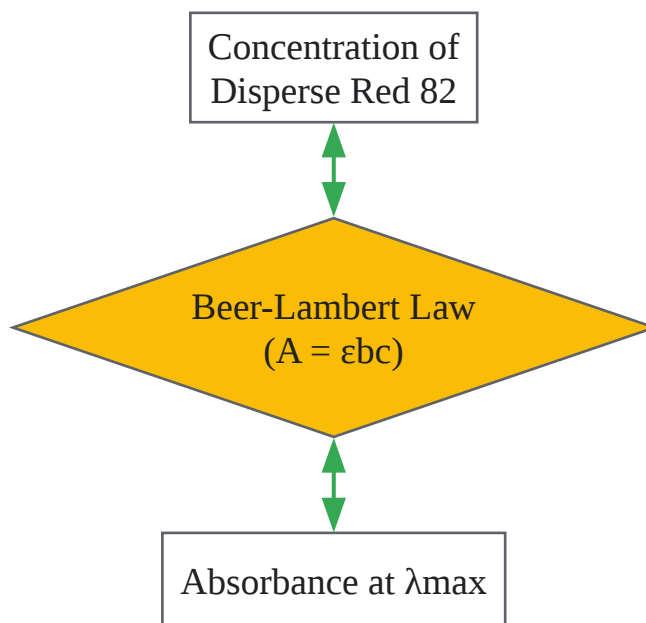 Concentration of
Disperse Red 82
Beer-Lambert Law
(A = εbc)
Absorbance at λmax